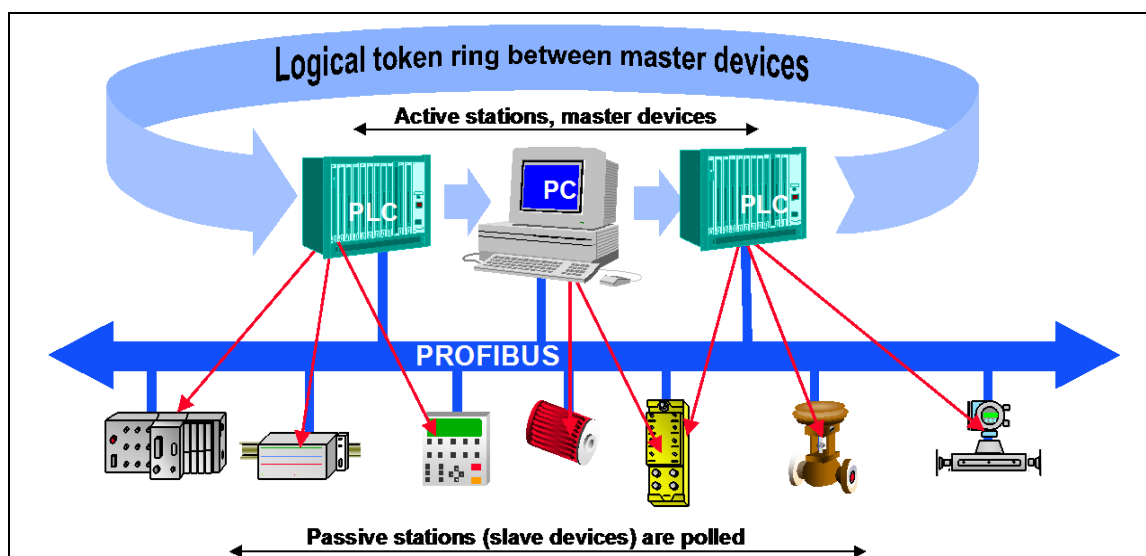 Logical token ring between master devices
Active stations, master devices
PLC
PC
PLC
PROFIBUS
Passive stations (slave devices) are polled